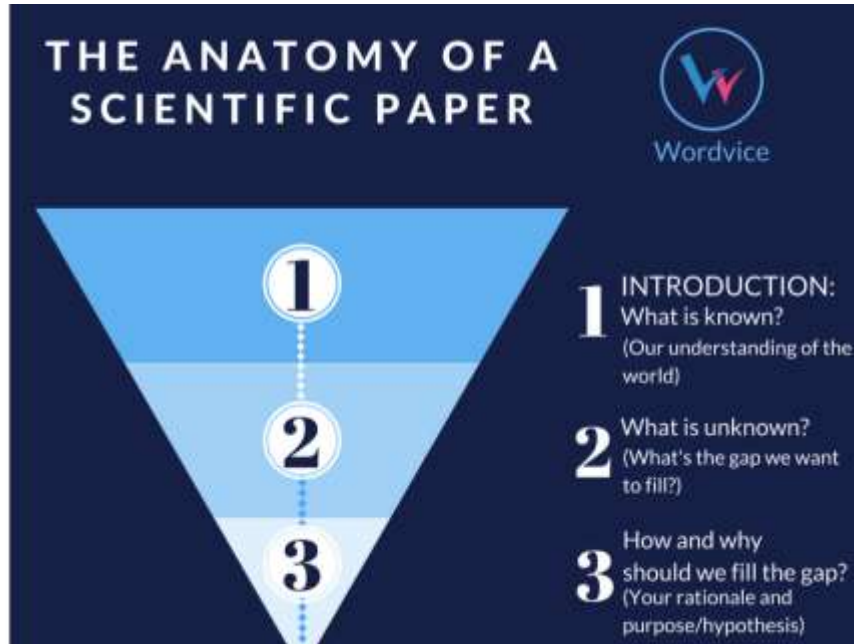 THE ANATOMY OF A
SCIENTIFIC PAPER
Wordvice
1
INTRODUCTION:
1
What is known?
(Our understanding of the
world)
2
What is unknown?
2
(What's the gap we want
to fill?)
3
How and why
3
should we fill the gap?
(Your rationale and
purpose/hypothesis)